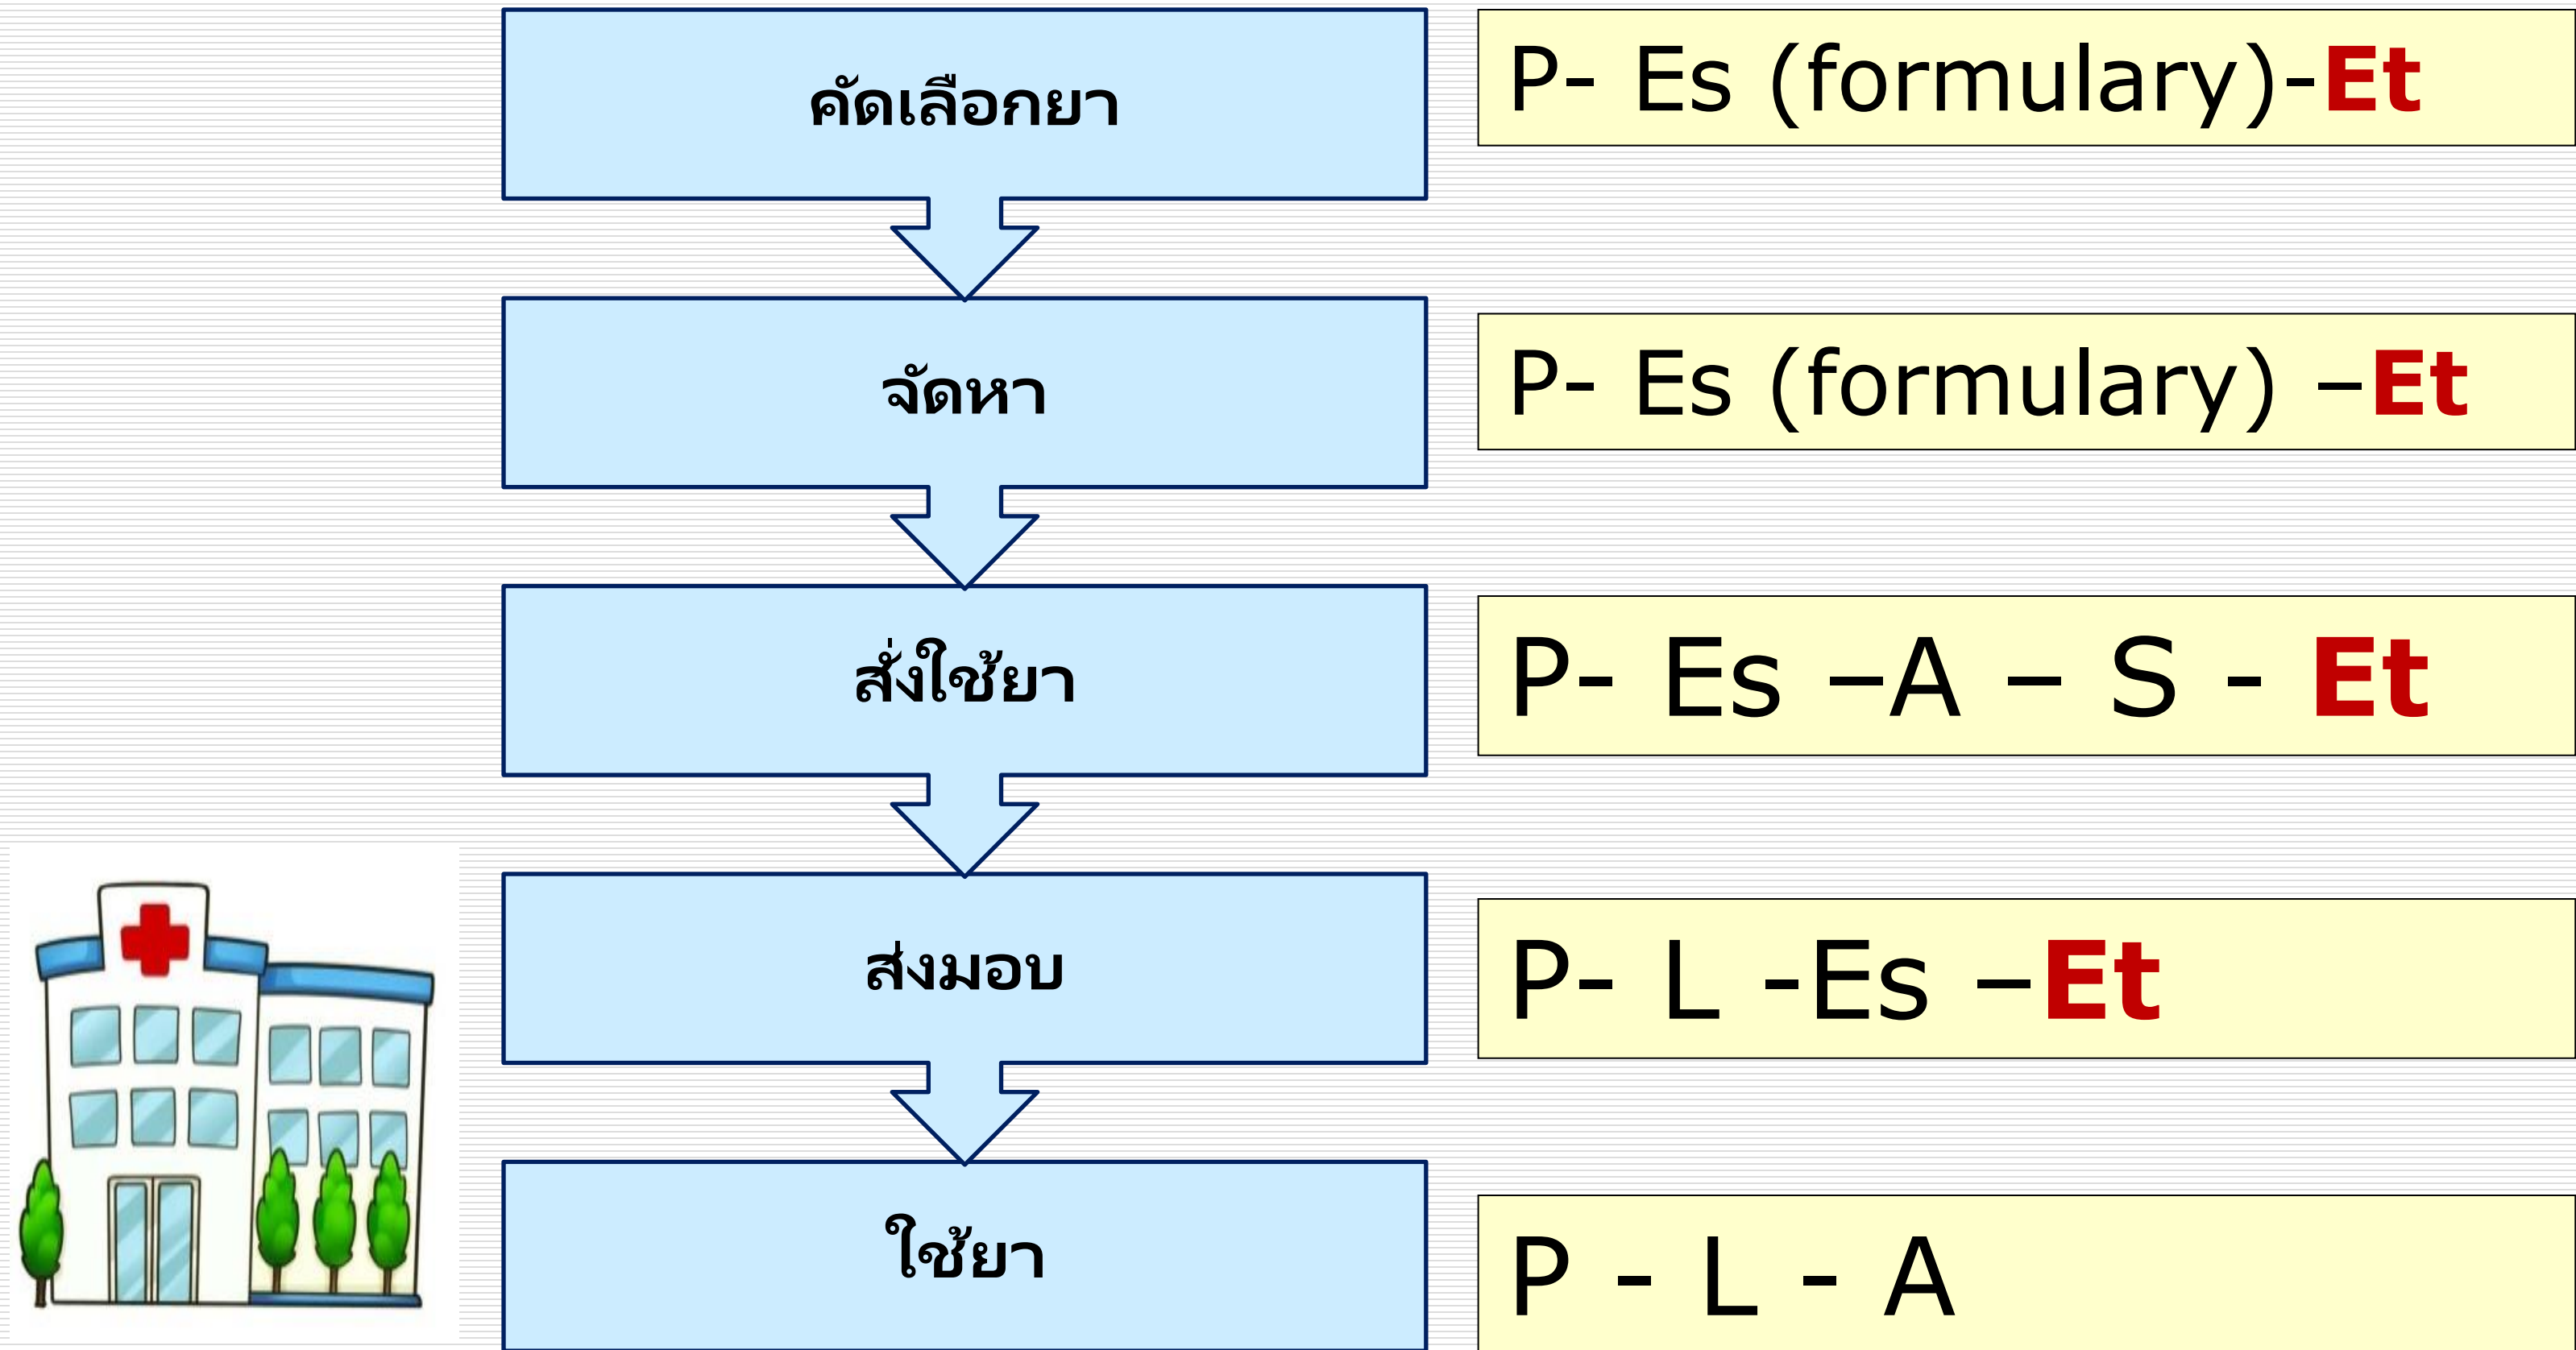 คัดเลือกยา
P- Es (formulary)-Et
จัดหา
P- Es (formulary) –Et
สั่งใช้ยา
P- Es –A – S - Et
ส่งมอบ
P- L -Es –Et
ใช้ยา
P - L - A